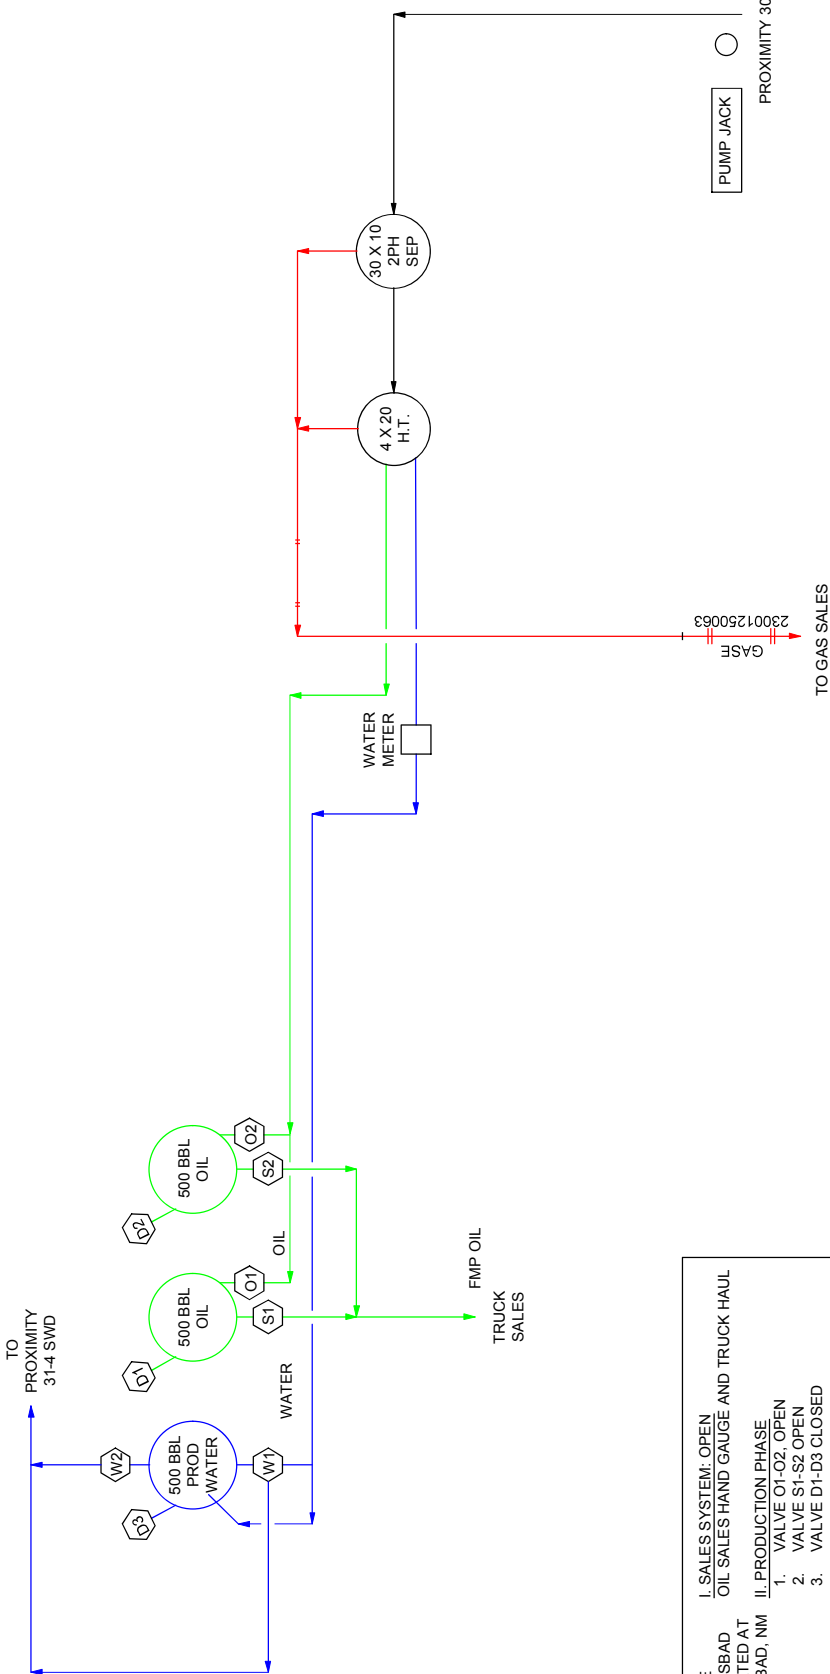 TO
PROXIMITY
31-4 SWD
W2
D3
500 BBL
PROD
WATER
W1
WATER
D1
500 BBL
OIL
O1
S1
OIL
D2
500 BBL
OIL
O2
S2
TRUCK
SALES
FMP OIL
WATER
METER
4 X 20
H.T.
30 X 10
2PH
SEP
GASE
23001250063
TO GAS SALES
PUMP JACK
PROXIMITY 30
SBAD
TED AT
BAD, NM
I. SALES SYSTEM: OPEN
OIL SALES HAND GAUGE AND TRUCK HAUL
II. PRODUCTION PHASE
1. VALVE O1-O2, OPEN
2. VALVE S1-S2 OPEN
3. VALVE D1-D3 CLOSED